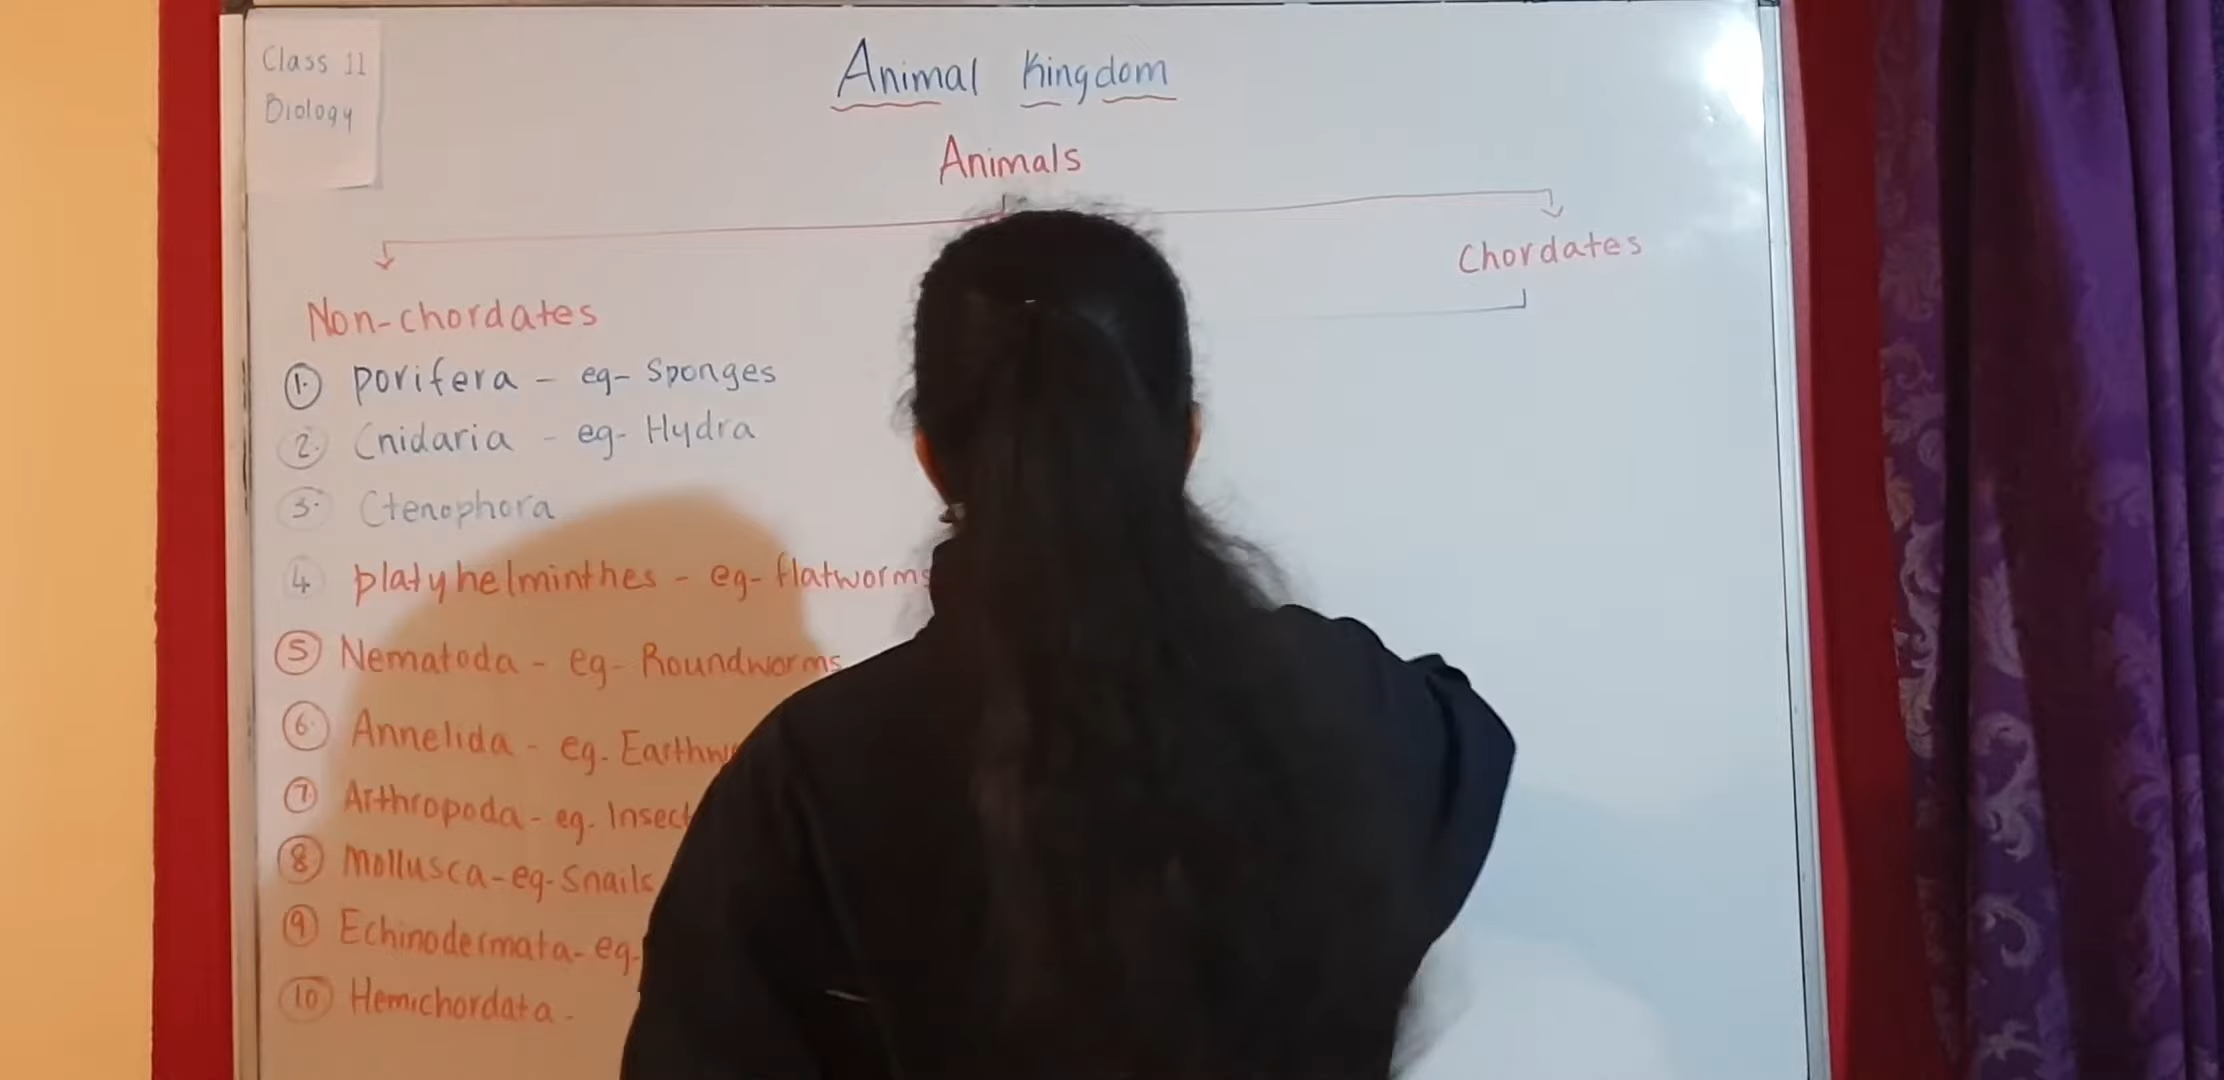 Class 11
Biology
Animal Kingdom
Animals
Chordates
Non-chordates
1. porifera - eg- Sponges
2. Cnidaria - eg- Hydra
3. Ctenophora
4 platyhelminthes - eg- flatworms
5 Nematoda - eg- Roundworms
6. Annelida - eg.
7. Arthropoda - eg. Insect
8 Mollusca - eg- Snails
9 Echinodermata - eg-
10 Hemichordata -